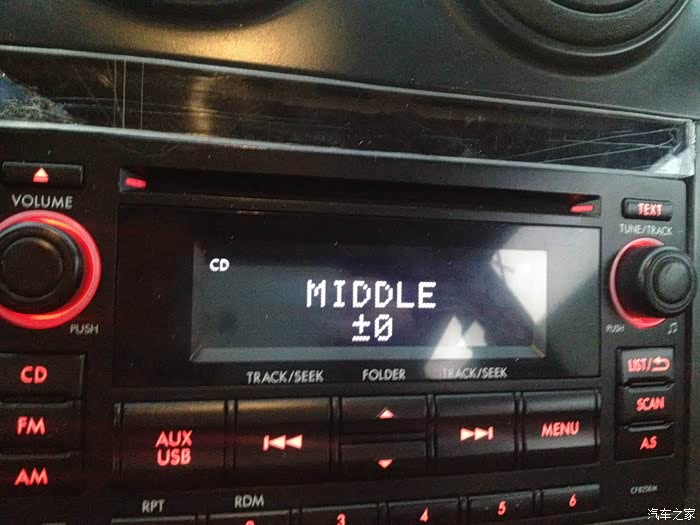 VOLUME
TEXT
TUNE/TRACK
CD
MIDDLE
±0
PUSH
PUSH
TRACK/SEEK
FOLDER
TRACK/SEEK
LIST/
CD
SCAN
FM
AUX
USB
MENU
A.S
AM
RPT
RDM
2
3
4
5
6
汽车之家